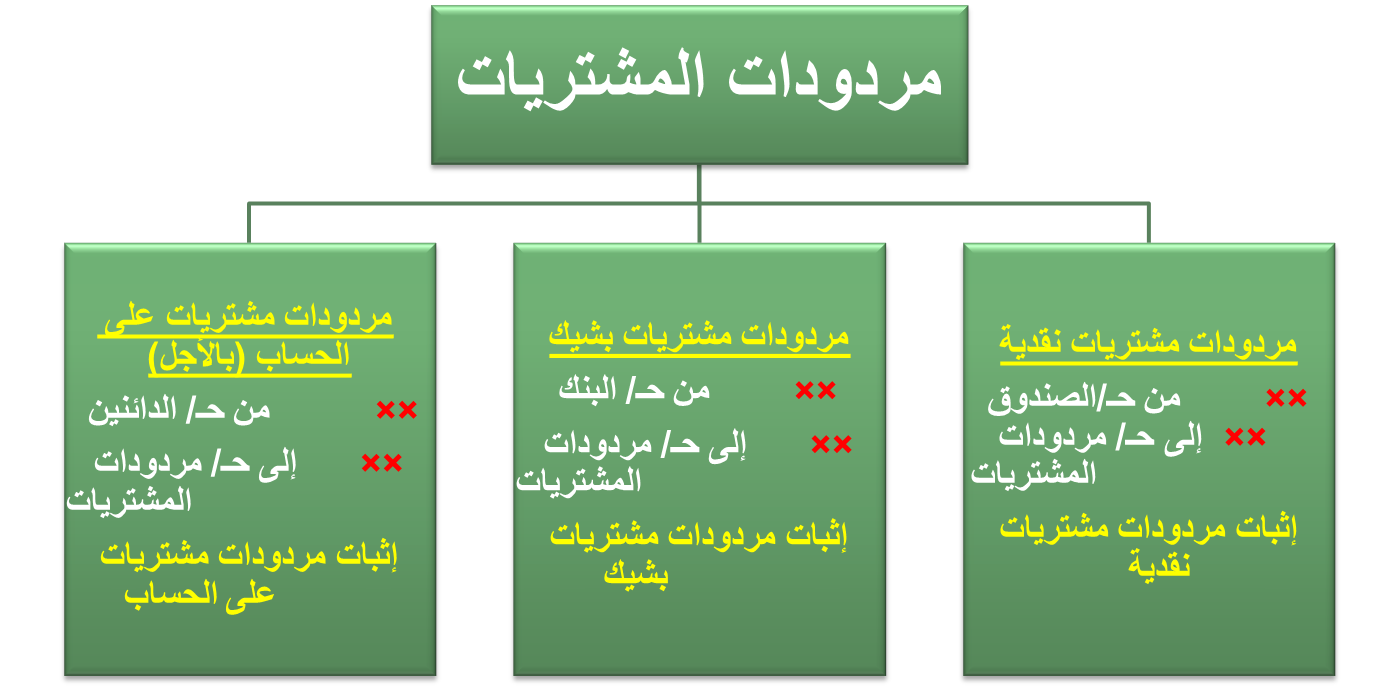 مردودات المشتريات
مردودات مشتريات نقدية
×× من حـ/الصندوق
×× إلى حـ/ مردودات
المشتريات
إثبات مردودات مشتريات
نقدية
مردودات مشتريات بشيك
×× من حـ/ البنك
×× إلى حـ/ مردودات
المشتريات
إثبات مردودات مشتريات
بشيك
مردودات مشتريات على
الحساب (بالأجل)
×× من حـ/ الدائنين
×× إلى حـ/ مردودات
المشتريات
إثبات مردودات مشتريات
على الحساب